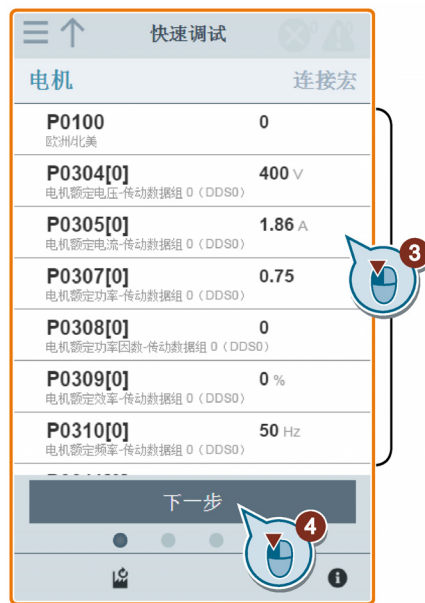 快速调试
电机 连接宏
P0100 0
欧洲/北美
P0304[0] 400 V
电机额定电压-传动数据组 0（DDS0）
P0305[0] 1.86 A
电机额定电流-传动数据组 0（DDS0）
3
P0307[0] 0.75
电机额定功率-传动数据组 0（DDS0）
P0308[0] 0
电机额定功率因数-传动数据组 0（DDS0）
P0309[0] 0 %
电机额定效率-传动数据组 0（DDS0）
P0310[0] 50 Hz
电机额定频率-传动数据组 0（DDS0）
下一步
4